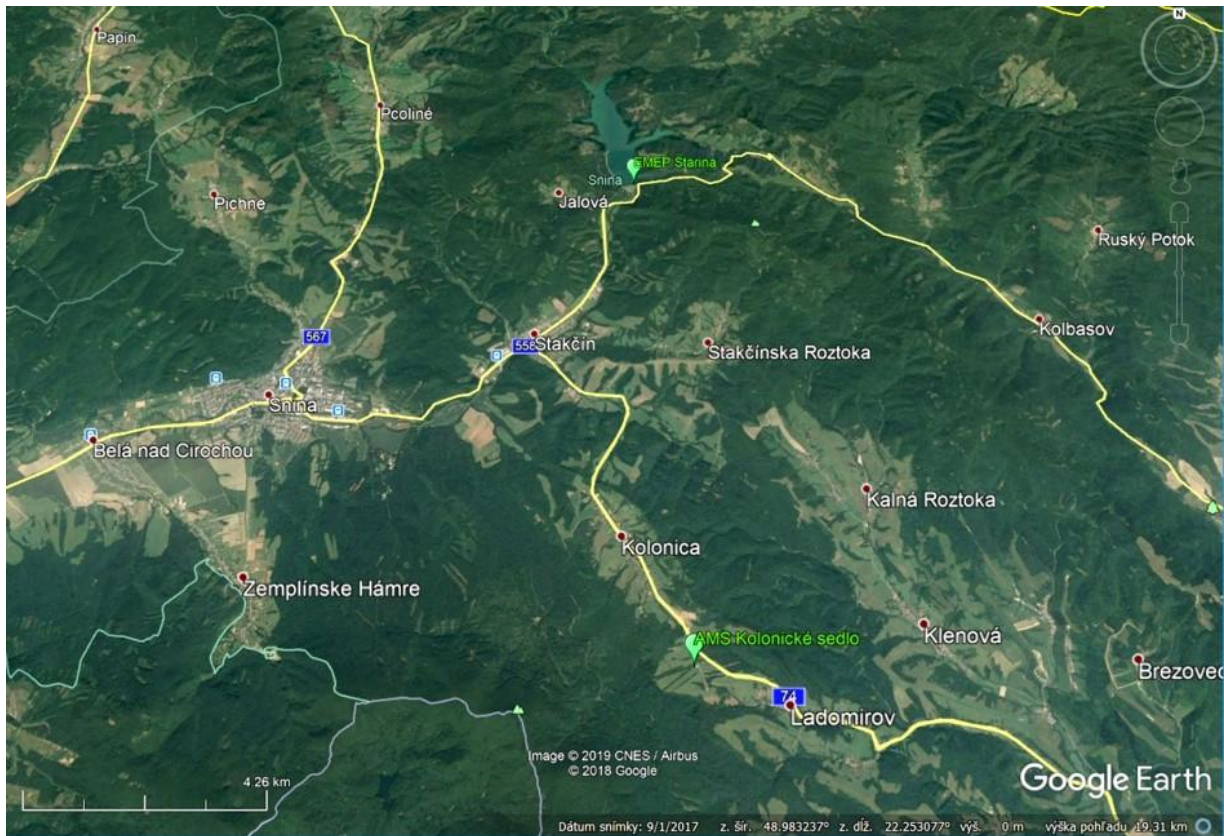 N
Papín
Pcoliné
EMEP Starina
Snina
Pichne
Jalová
Ruský Potok
567
Stakčín
558
Kolbasov
Stakčínska Roztoka
Snina
Belá nad Cirochou
Kalná Roztoka
Kolonica
Zemplínske Hámre
Klenová
AMS Kolonické sedlo
Brezovec
74
Ladomirov
Image © 2019 CNES / Airbus
© 2018 Google
4.26 km
Google Earth
Dátum snímky: 9/1/2017 z. šír. 48.983237° z. dĺž. 22.253077° výš. 0 m výška pohľadu 19.31 km